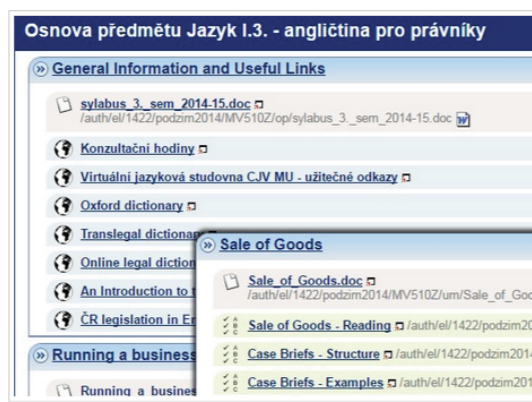 Osnova předmětu Jazyk I.3. - angličtina pro právníky
General Information and Useful Links
sylabus_3._sem_2014-15.doc
/auth/el/1422/podzim2014/MV510Z/op/sylabus_3._sem_2014-15.doc
Konzultační hodiny
Virtuální jazyková studovna CJV MU - užitečné odkazy
Oxford dictionary
Translegal dictionary
Online legal diction
An Introduction to
ČR legislation in En
Running a business
Running a busines
Sale of Goods
Sale_of_Goods.doc
/auth/el/1422/podzim2014/MV510Z/um/Sale_of_Goo
Sale of Goods - Reading /auth/el/1422/podzim20
Case Briefs - Structure /auth/el/1422/podzim2014
Case Briefs - Examples /auth/el/1422/podzim201